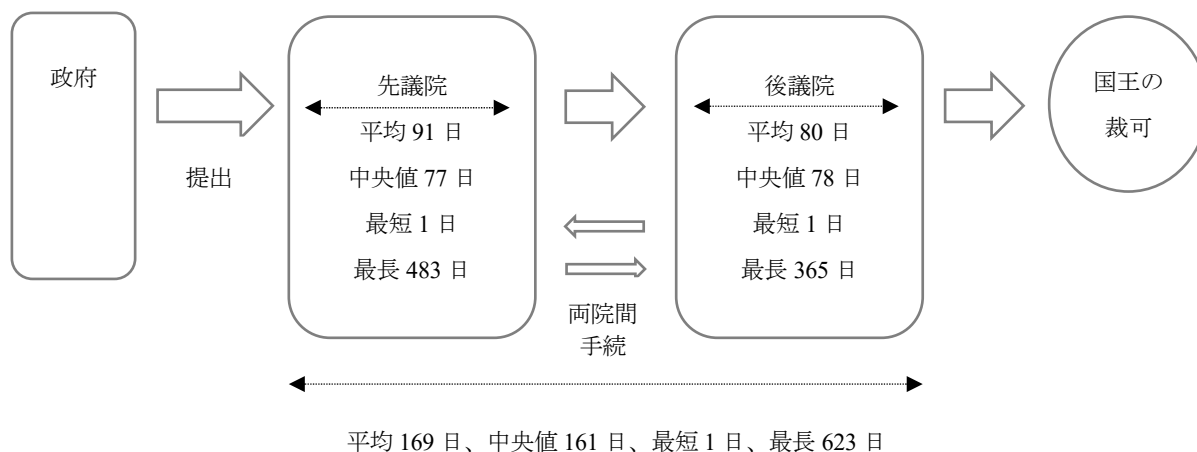 政府
提出
先議院
平均 91 日
中央値 77 日
最短 1 日
最長 483 日
両院間
手続
後議院
平均 80 日
中央値 78 日
最短 1 日
最長 365 日
国王の
裁可
平均 169 日、中央値 161 日、最短 1 日、最長 623 日